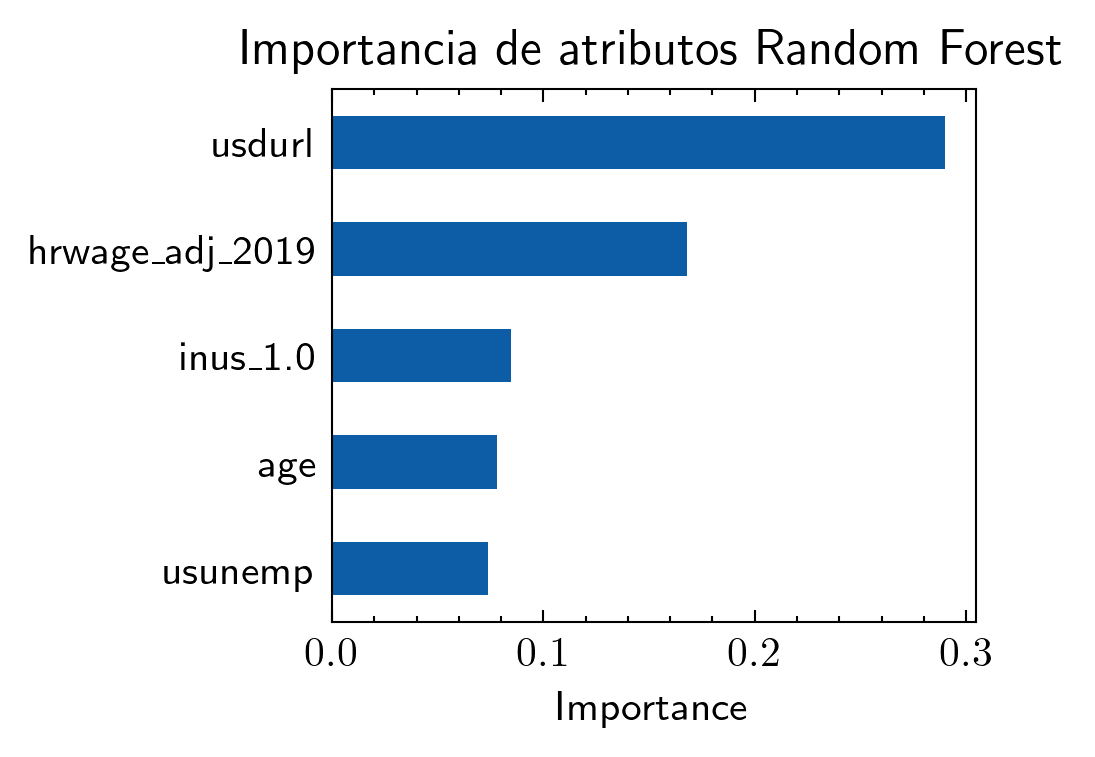 Importancia de atributos Random Forest
usdurl
hrwage_adj_2019
inus_1.0
age
usunemp
0.0 0.1 0.2 0.3
Importance